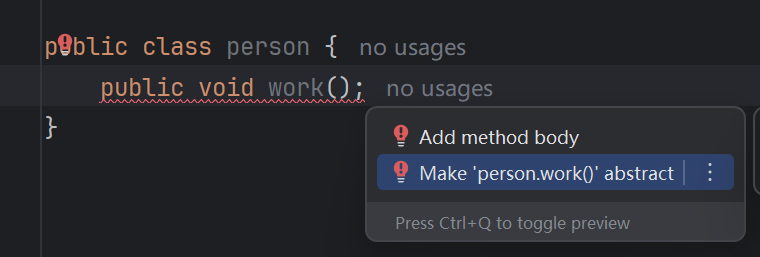 public class person {   no usages
public void work();   no usages
}
Add method body
Make 'person.work()' abstract
Press Ctrl+Q to toggle preview